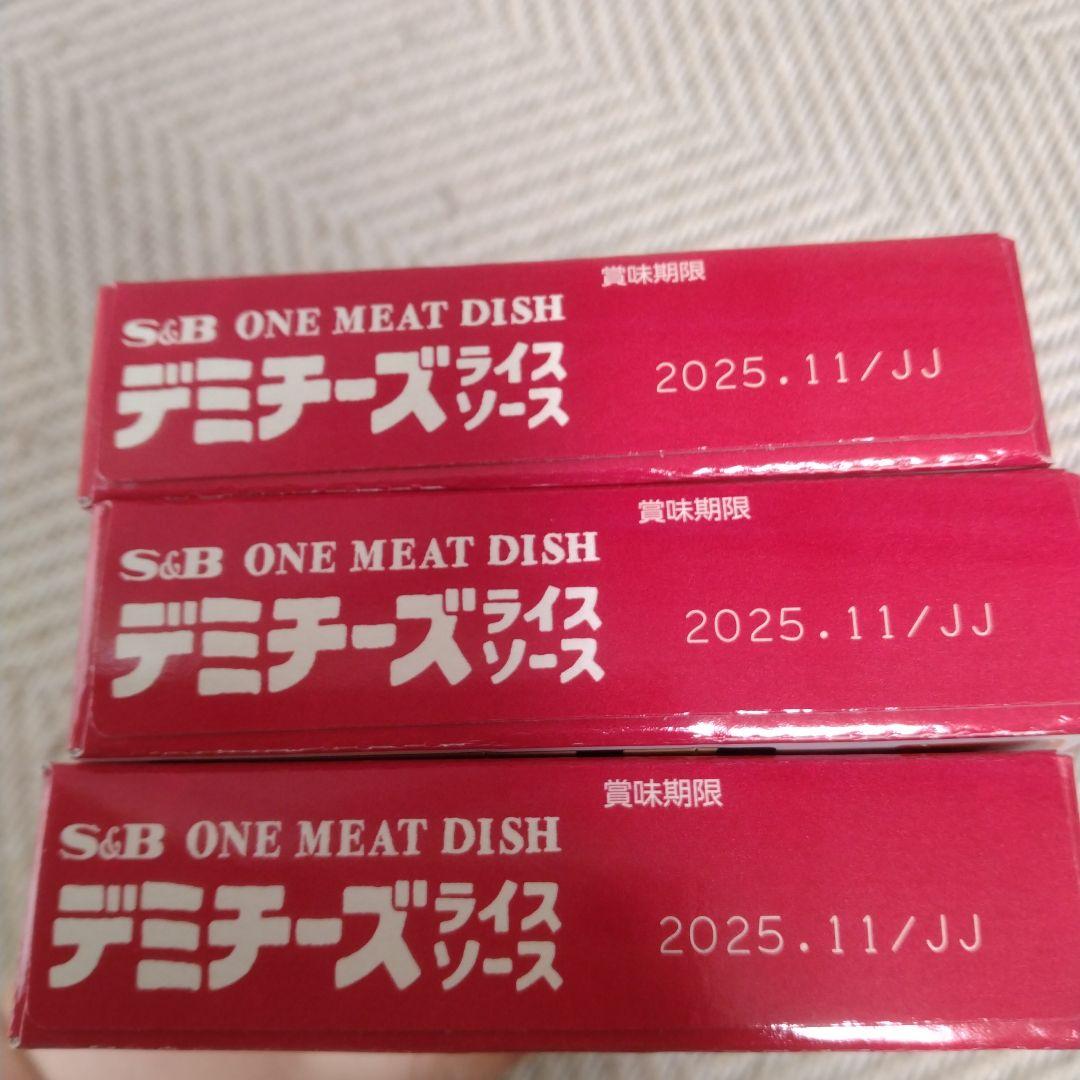 賞味期限
S&B ONE MEAT DISH
デミチーズライス
ソース
2025.11/JJ
賞味期限
S&B ONE MEAT DISH
デミチーズライス
ソース
2025.11/JJ
賞味期限
S&B ONE MEAT DISH
デミチーズライス
ソース
2025.11/JJ